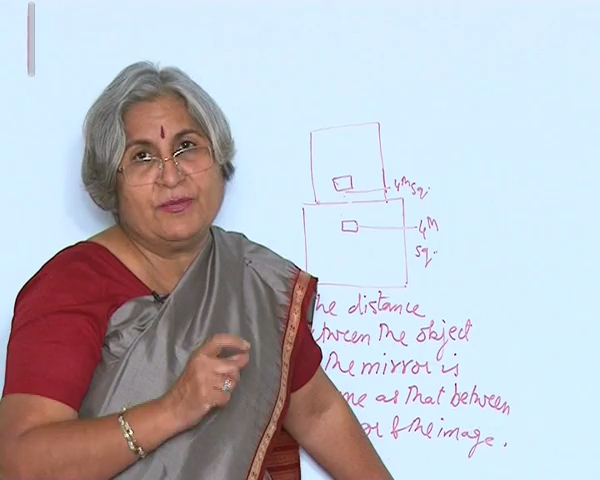 4M sq.
4M
sq.
he distance
tween the object
the mirror is
me as that between
or & the image.